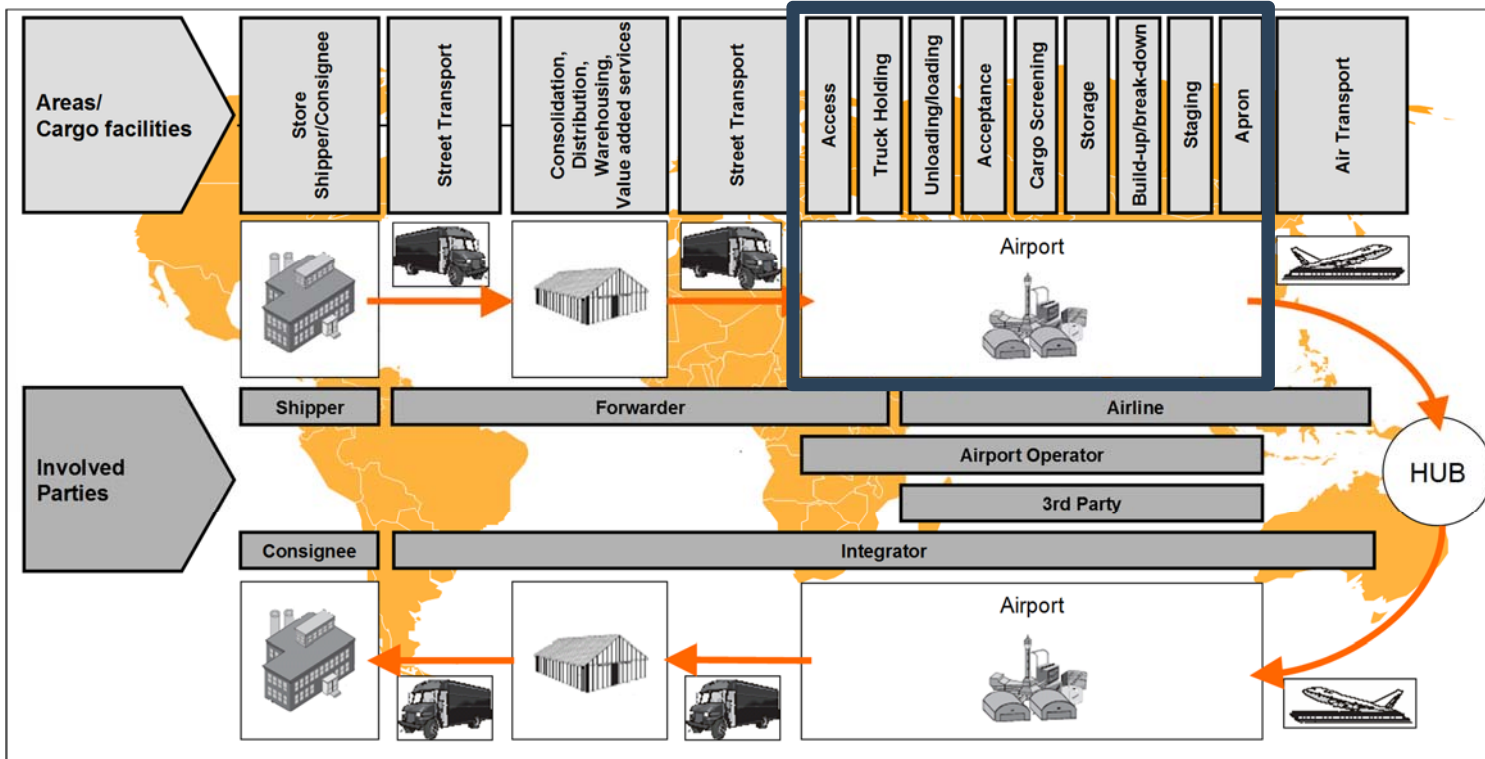 Areas/
Cargo facilities
Store
Shipper/Consignee
Street Transport
Consolidation,
Distribution,
Warehousing,
Value added services
Street Transport
Access
Truck Holding
Unloading/loading
Acceptance
Cargo Screening
Storage
Build-up/break-down
Staging
Apron
Air Transport
Airport
Involved
Parties
Shipper
Forwarder
Airline
Airport Operator
3rd Party
HUB
Consignee
Integrator
Airport